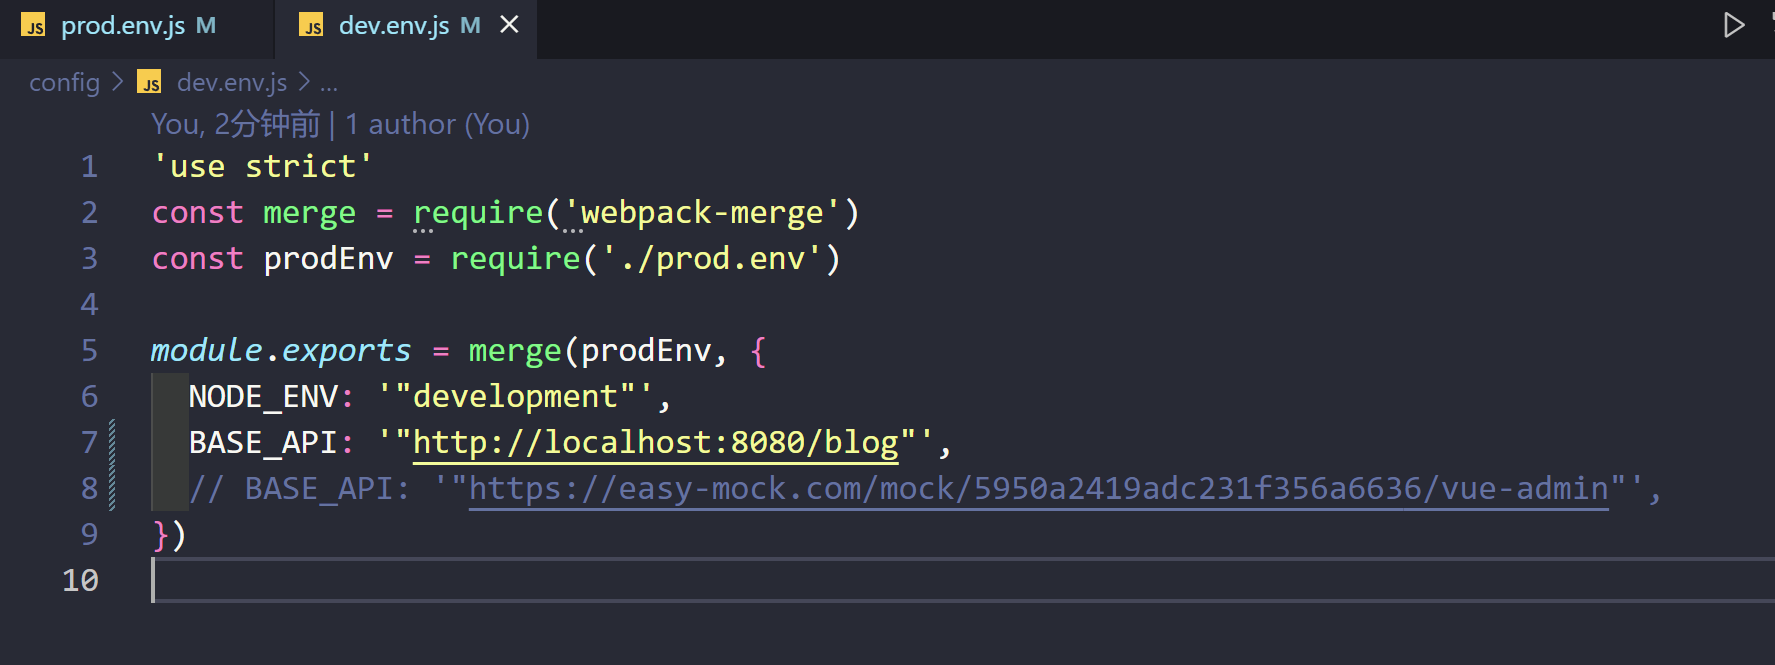 JS prod.env.js M JS dev.env.js M
config > JS dev.env.js > ...
You, 2分钟前 | 1 author (You)
1 'use strict'
2 const merge = require('webpack-merge')
3 const prodEnv = require('./prod.env')
4
5 module.exports = merge(prodEnv, {
6 NODE_ENV: '"development"',
7 BASE_API: '"http://localhost:8080/blog"',
8 // BASE_API: '"https://easy-mock.com/mock/5950a2419adc231f356a6636/vue-admin"',
9 })
10